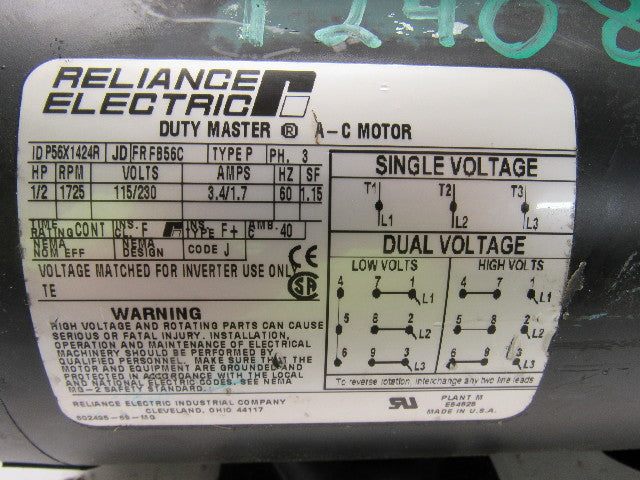 12408
RELIANCE
ELECTRIC
DUTY MASTER ® A-C MOTOR
ID P56X1424R JD FR FB56C TYPE P PH. 3
HP RPM VOLTS AMPS HZ SF
1/2 1725 115/230 3.4/1.7 60 1.15
TIME RATING CONT INS. CL. F INS. TYPE F+ AMB. C 40
NEMA NOM EFF NEMA DESIGN CODE J
VOLTAGE MATCHED FOR INVERTER USE ONLY
TE
CE
SA
WARNING
HIGH VOLTAGE AND ROTATING PARTS CAN CAUSE
SERIOUS OR FATAL INJURY. INSTALLATION,
OPERATION AND MAINTENANCE OF ELECTRICAL
MACHINERY SHOULD BE PERFORMED BY
QUALIFIED PERSONNEL. MAKE SURE THAT THE
MOTOR AND EQUIPMENT ARE GROUNDED AND
PROTECTED IN ACCORDANCE WITH THE LOCAL
AND NATIONAL ELECTRIC CODES. SEE NEMA
MG-2 SAFETY STANDARD.
RELIANCE ELECTRIC INDUSTRIAL COMPANY
CLEVELAND, OHIO 44117
SINGLE VOLTAGE
T1 T2 T3
L1 L2 L3
DUAL VOLTAGE
LOW VOLTS HIGH VOLTS
4 7 1 L1 4 7 1 L1
5 8 2 L2 5 8 2 L2
6 9 3 L3 6 9 3 L3
To reverse rotation, interchange any two line leads
PLANT M
MADE IN U.S.A.